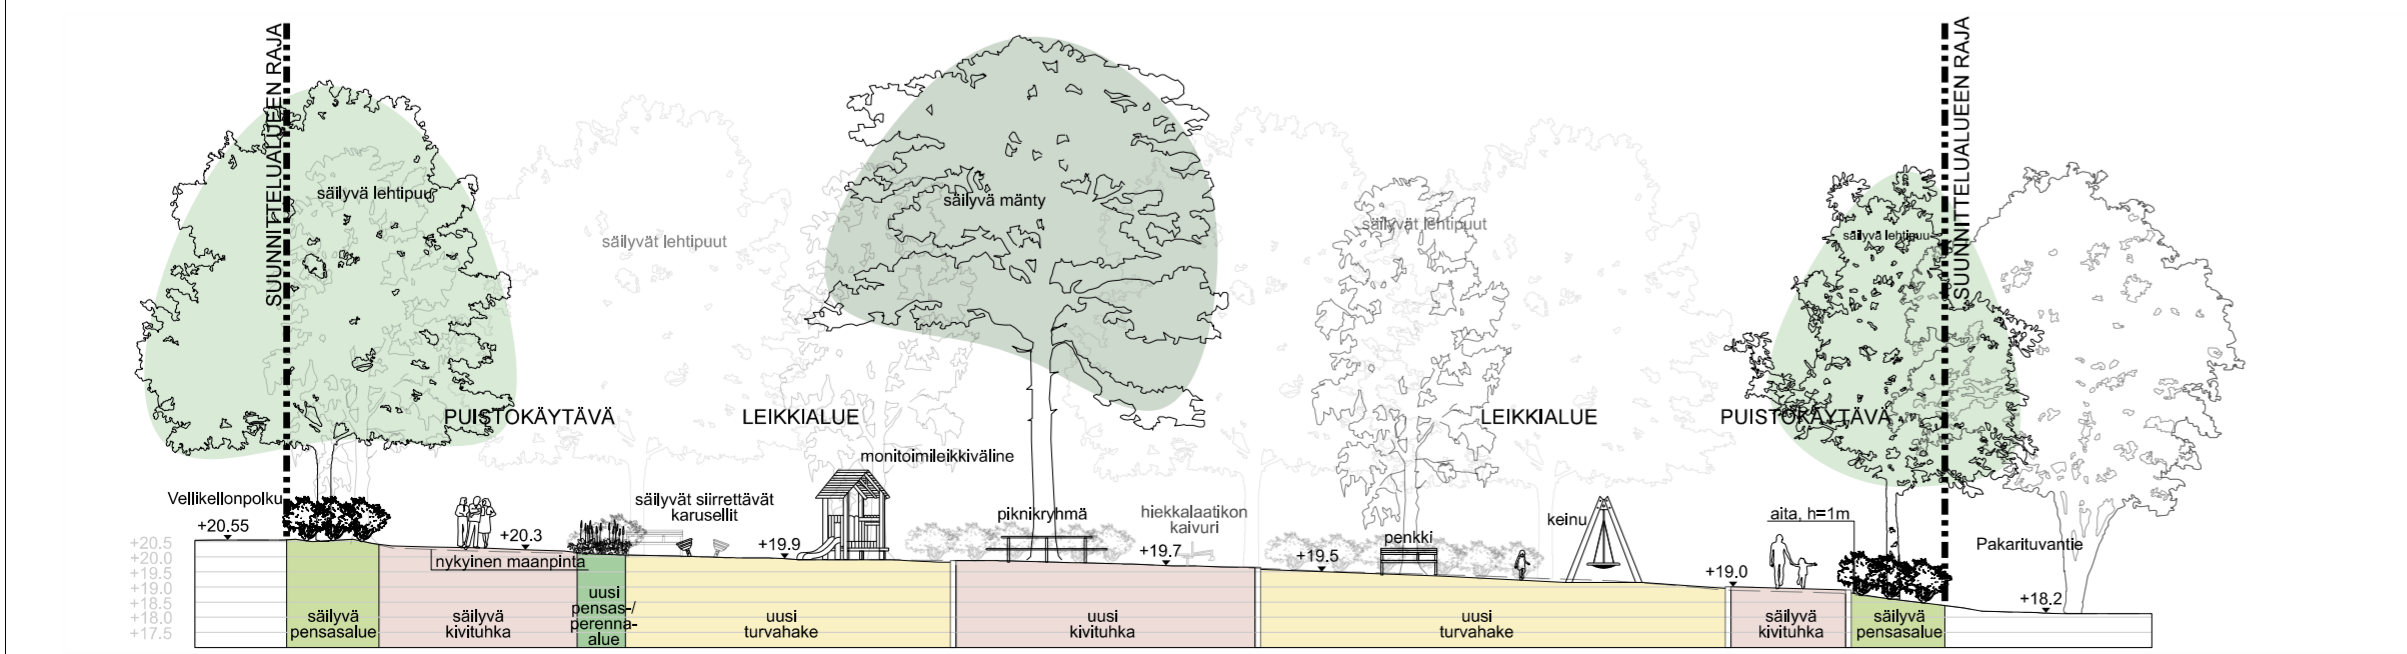 SUUNNITTELUALUEEN RAJA
SUUNNITTELUALUEEN RAJA
säilyvä lehtipuu
säilyvät lehtipuut
säilyvä mänty
säilyvät lehtipuut
säilyvä lehtipuu
PUISTOKÄYTÄVÄ
LEIKKIALUE
LEIKKIALUE
PUISTOKÄYTÄVÄ
monitoimileikkiväline
Vellikellonpolku
+20.55
+20.3
nykyinen maanpinta
säilyvät siirrettävät
karusellit
+19.9
piknikryhmä
hiekkalaatikon
kaivuri
+19.7
+19.5
penkki
keinu
+19.0
aita, h=1m
Pakarituvantie
+18.2
+20.5
+20.0
+19.5
+19.0
+18.5
+18.0
+17.5
säilyvä
pensasalue
säilyvä
kivituhka
uusi
pensas-/
perenna-
alue
uusi
turvahake
uusi
kivituhka
uusi
turvahake
säilyvä
kivituhka
säilyvä
pensasalue